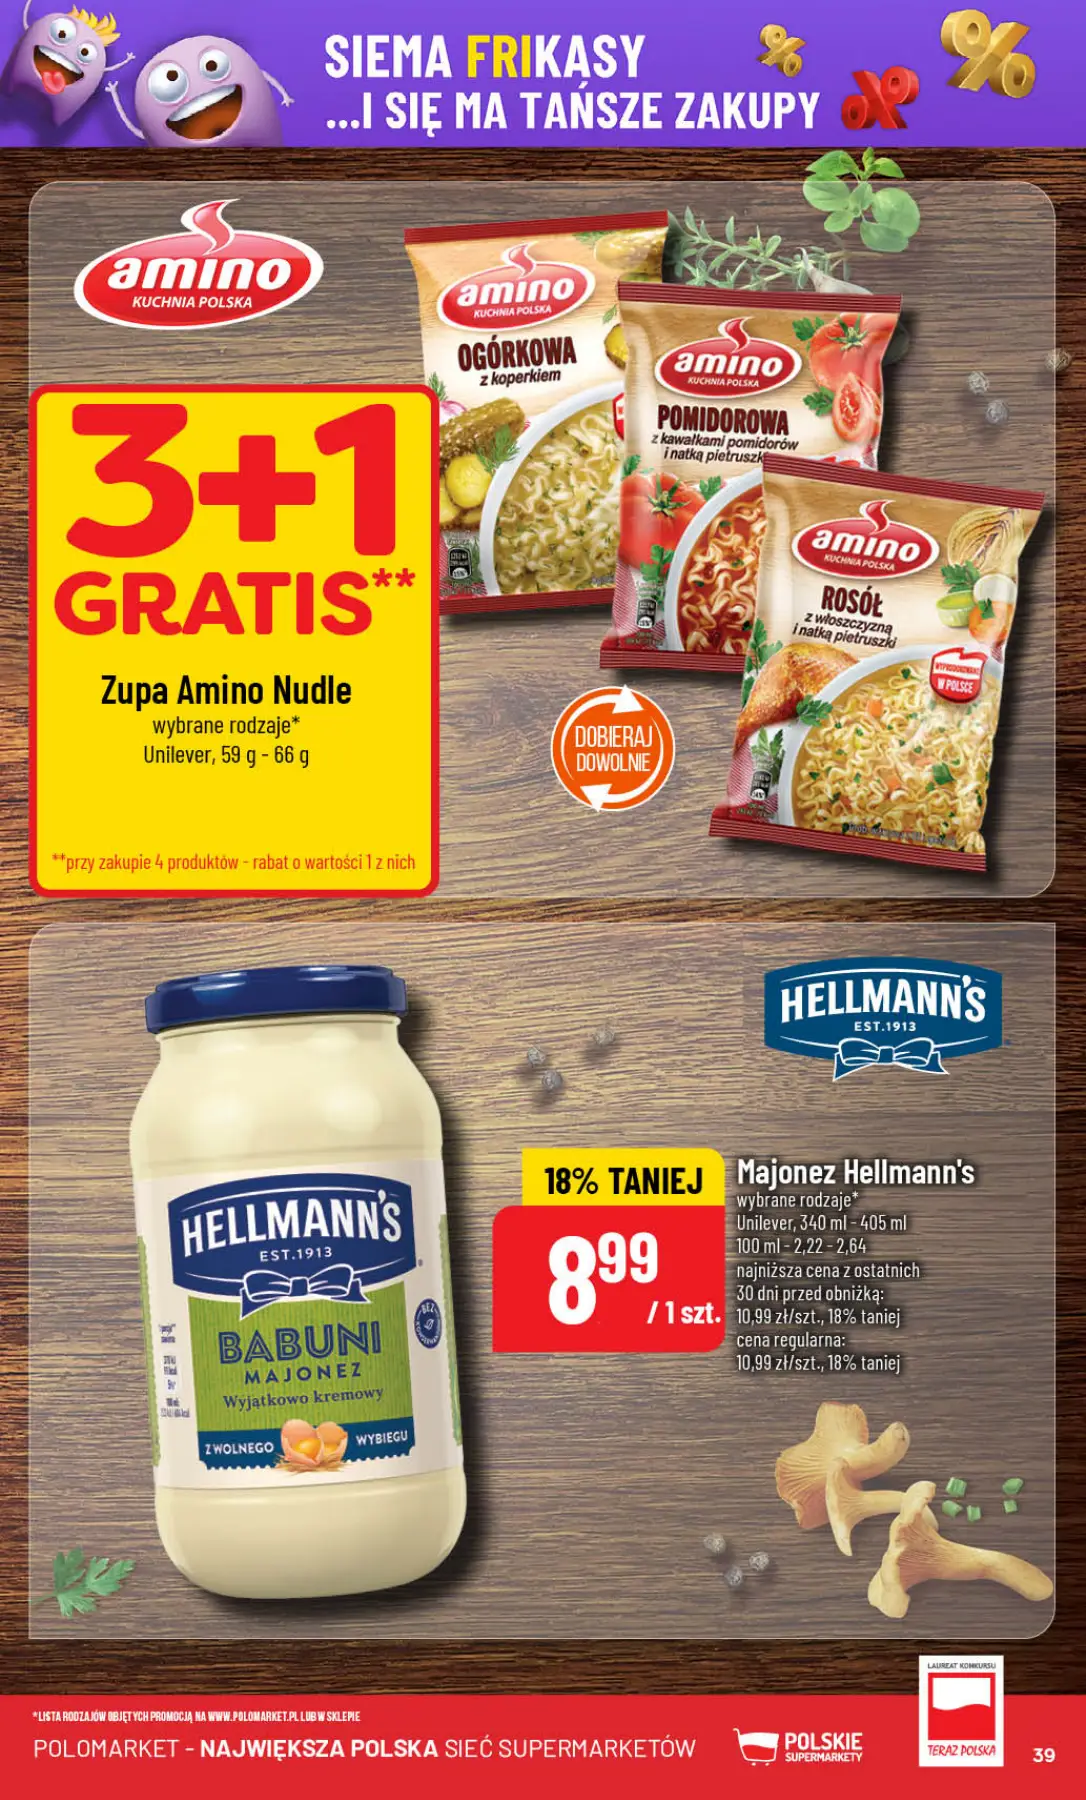 SIEMA FRIKASY
...I SIĘ MA TAŃSZE ZAKUPY
amino
KUCHNIA POLSKA
amino
KUCHNIA POLSKA
OGÓRKOWA
z koperkiem
amino
KUCHNIA POLSKA
POMIDOROWA
z kawałkami pomidorów
i natką pietruszki
amino
KUCHNIA POLSKA
ROSÓŁ
z włoszczyzną
i natką pietruszki
WYPRODUKOWANO
W POLSCE
3+1
GRATIS**
Zupa Amino Nudle
wybrane rodzaje*
Unilever, 59 g - 66 g
**przy zakupie 4 produktów - rabat o wartości 1 z nich
DOBIERAJ
DOWOLNIE
HELLMANN'S
EST.1913
HELLMANN'S
EST.1913
BABUNI
MAJONEZ
Wyjątkowo kremowy
Z WOLNEGO WYBIEGU
BEZ
18% TANIEJ
8 99
/ 1 szt.
Majonez Hellmann's
wybrane rodzaje*
Unilever, 340 ml - 405 ml
100 ml - 2,22 - 2,64
najniższa cena z ostatnich
30 dni przed obniżką:
10,99 zł/szt., 18% taniej
cena regularna:
10,99 zł/szt., 18% taniej
*LISTA RODZAJÓW OBJĘTYCH PROMOCJĄ NA WWW.POLOMARKET.PL LUB W SKLEPIE
POLOMARKET - NAJWIĘKSZA POLSKA SIEĆ SUPERMARKETÓW
POLSKIE
SUPERMARKETY
LAUREAT KONKURSU
TERAZ POLSKA
39